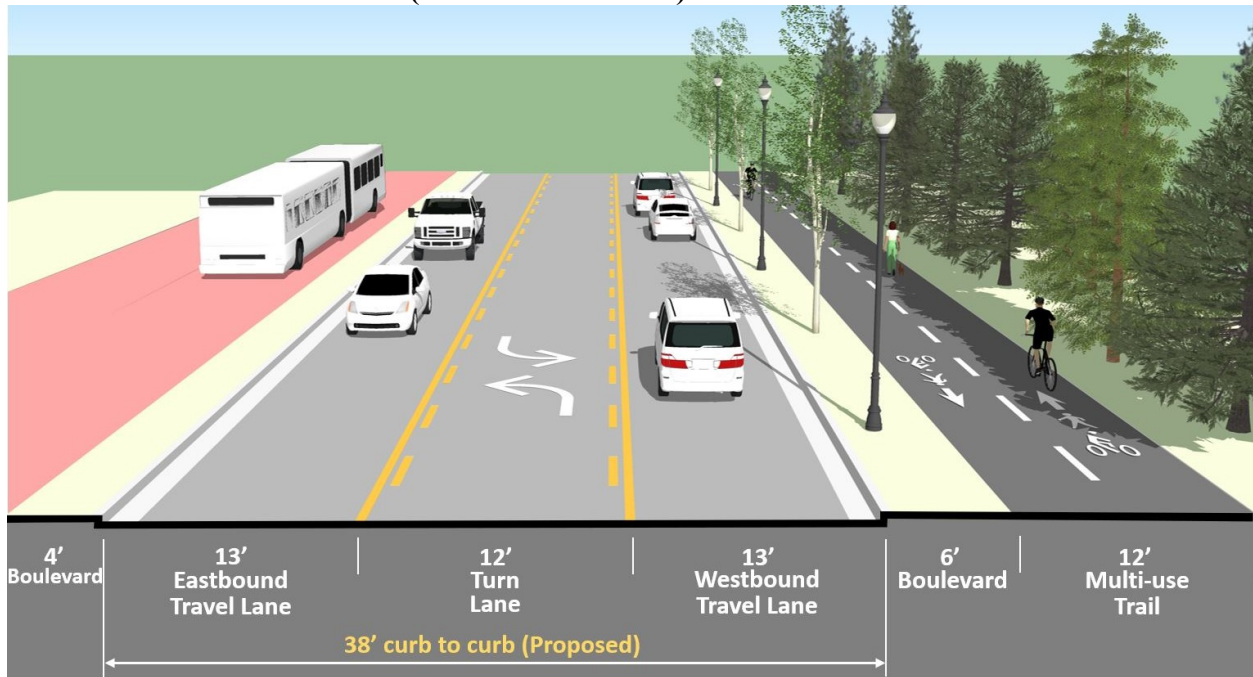 4'
Boulevard
13'
Eastbound
Travel Lane
12'
Turn
Lane
13'
Westbound
Travel Lane
6'
Boulevard
12'
Multi-use
Trail
38' curb to curb (Proposed)